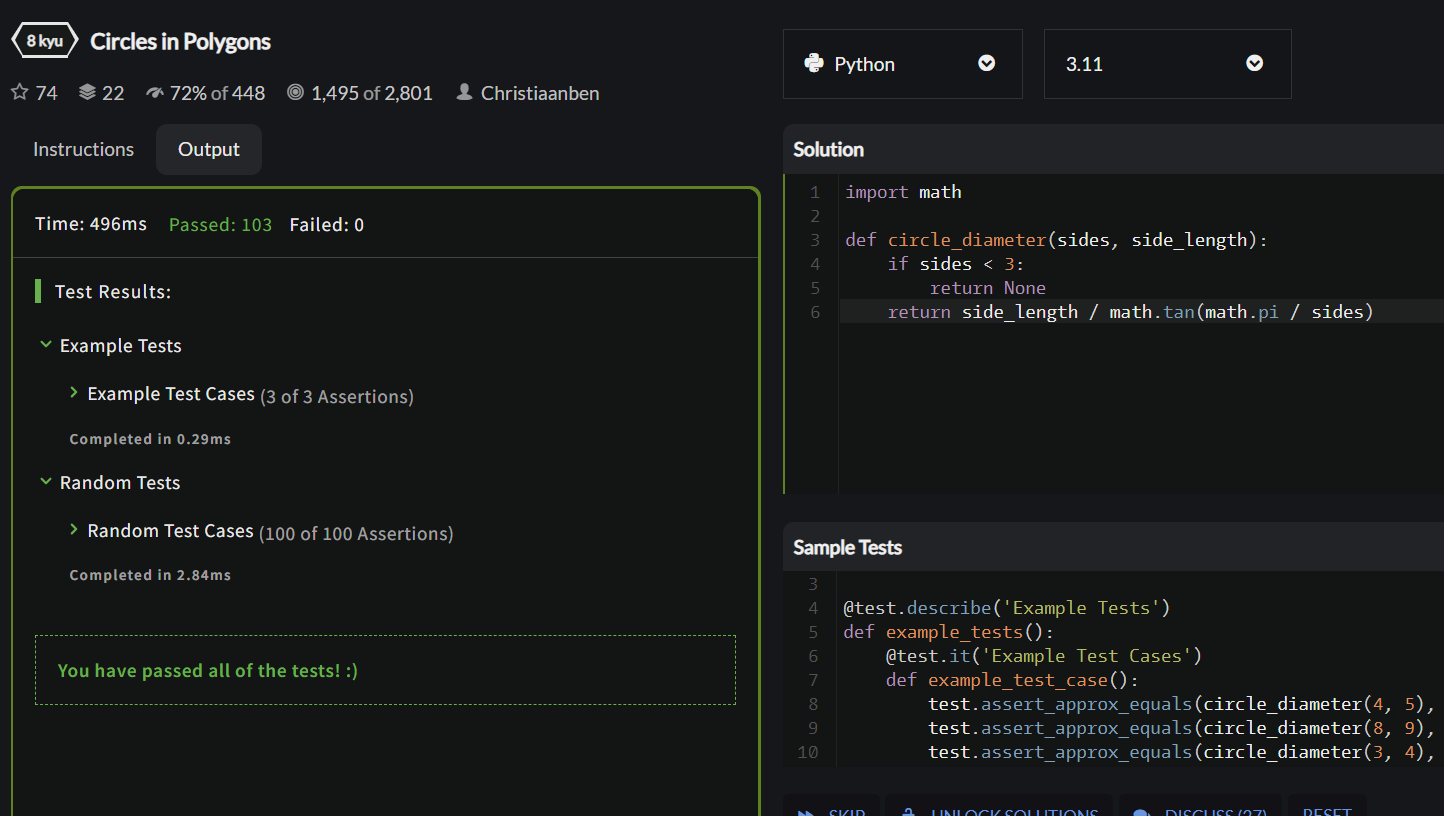 8 kyu Circles in Polygons
74 22 72% of 448 1,495 of 2,801 Christiaanben
Instructions Output
Time: 496ms Passed: 103 Failed: 0
Test Results:
Example Tests
Example Test Cases (3 of 3 Assertions)
Completed in 0.29ms
Random Tests
Random Test Cases (100 of 100 Assertions)
Completed in 2.84ms
You have passed all of the tests! :)
Python 3.11
Solution
1 import math
2
3 def circle_diameter(sides, side_length):
4     if sides < 3:
5         return None
6     return side_length / math.tan(math.pi / sides)
Sample Tests
3
4 @test.describe('Example Tests')
5 def example_tests():
6     @test.it('Example Test Cases')
7     def example_test_case():
8         test.assert_approx_equals(circle_diameter(4, 5),
9         test.assert_approx_equals(circle_diameter(8, 9),
10         test.assert_approx_equals(circle_diameter(3, 4),
SKIP UNLOCK SOLUTIONS DISCUSS (27) RESET